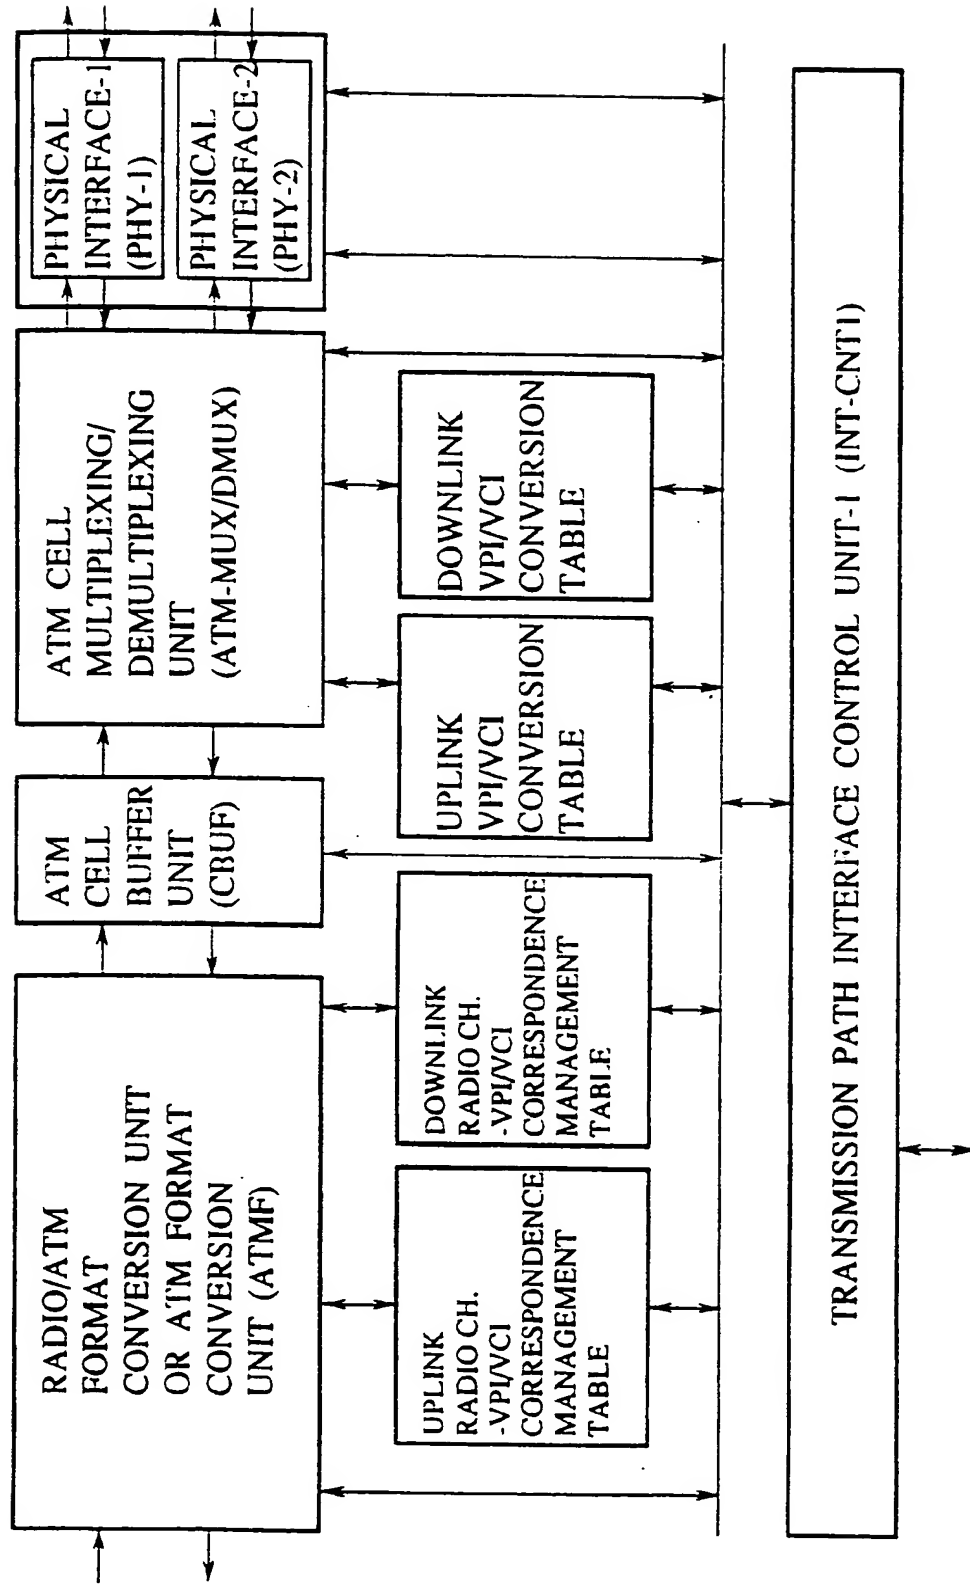 RADIO/ATM
FORMAT
CONVERSION UNIT
OR ATM FORMAT
CONVERSION
UNIT (ATMF)
ATM
CELL
BUFFER
UNIT
(CBUF)
ATM CELL
MULTIPLEXING/
DEMULTIPLEXING
UNIT
(ATM-MUX/DMUX)
PHYSICAL
INTERFACE-1
(PHY-1)
PHYSICAL
INTERFACE-2
(PHY-2)
UPLINK
RADIO CH.
-VPI/VCI
CORRESPONDENCE
MANAGEMENT
TABLE
DOWNLINK
RADIO CH.
-VPI/VCI
CORRESPONDENCE
MANAGEMENT
TABLE
UPLINK
VPI/VCI
CONVERSION
TABLE
DOWNLINK
VPI/VCI
CONVERSION
TABLE
TRANSMISSION PATH INTERFACE CONTROL UNIT-1 (INT-CNT1)